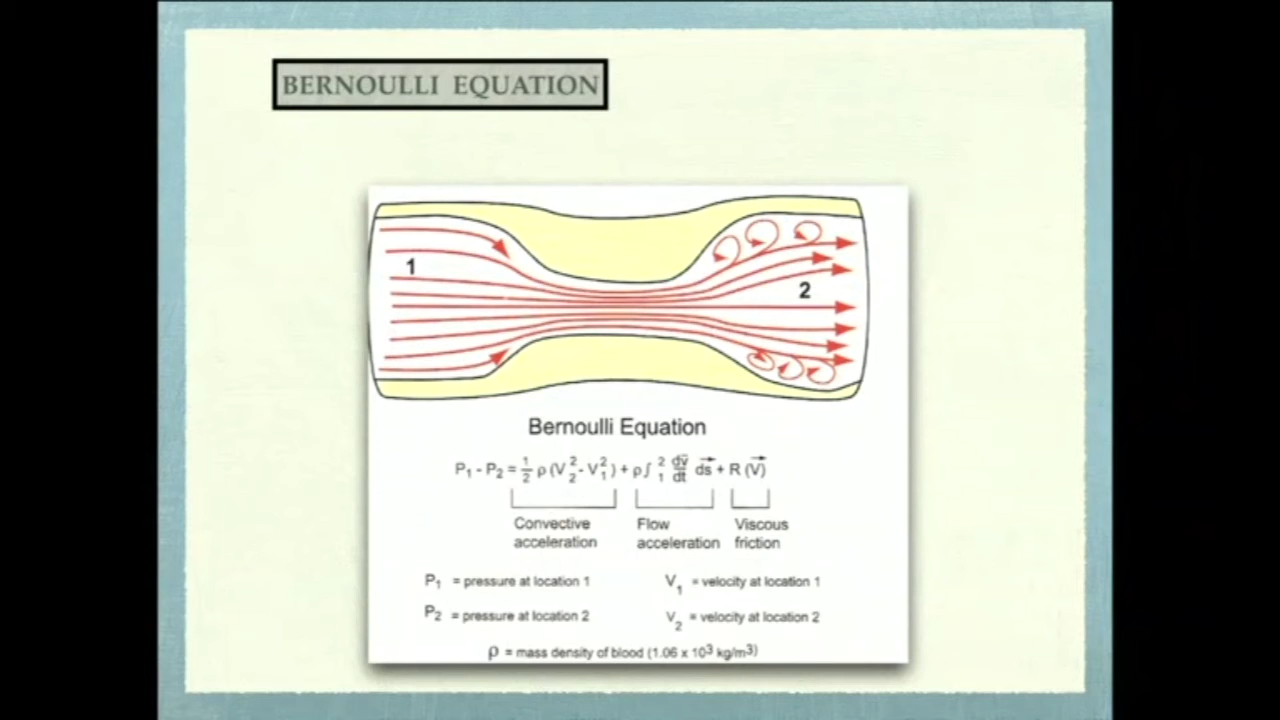 BERNOULLI EQUATION
1
2
Bernoulli Equation
P₁ - P₂ = ½ ρ (V₂² - V₁²) + ρ ∫₁² dv⃗/dt ds⃗ + R (V⃗)
Convective acceleration
Flow acceleration
Viscous friction
P₁ = pressure at location 1
V₁ = velocity at location 1
P₂ = pressure at location 2
V₂ = velocity at location 2
ρ = mass density of blood (1.06 x 10³ kg/m³)